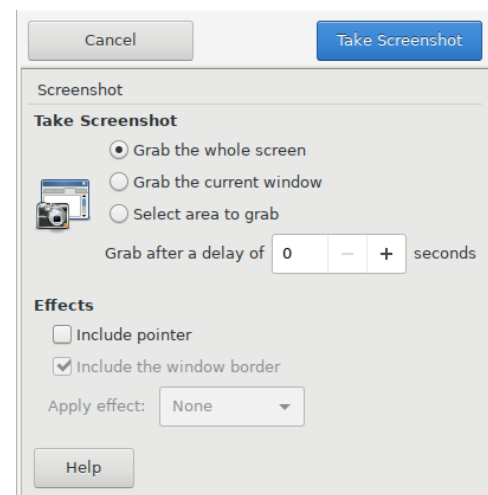 Cancel Take Screenshot
Screenshot
Take Screenshot
Grab the whole screen
Grab the current window
Select area to grab
Grab after a delay of 0 − + seconds
Effects
Include pointer
Include the window border
Apply effect: None
Help